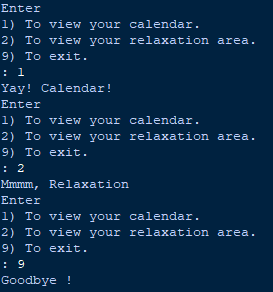 Enter
1) To view your calendar.
2) To view your relaxation area.
9) To exit.
: 1
Yay! Calendar!
Enter
1) To view your calendar.
2) To view your relaxation area.
9) To exit.
: 2
Mmmm, Relaxation
Enter
1) To view your calendar.
2) To view your relaxation area.
9) To exit.
: 9
Goodbye !